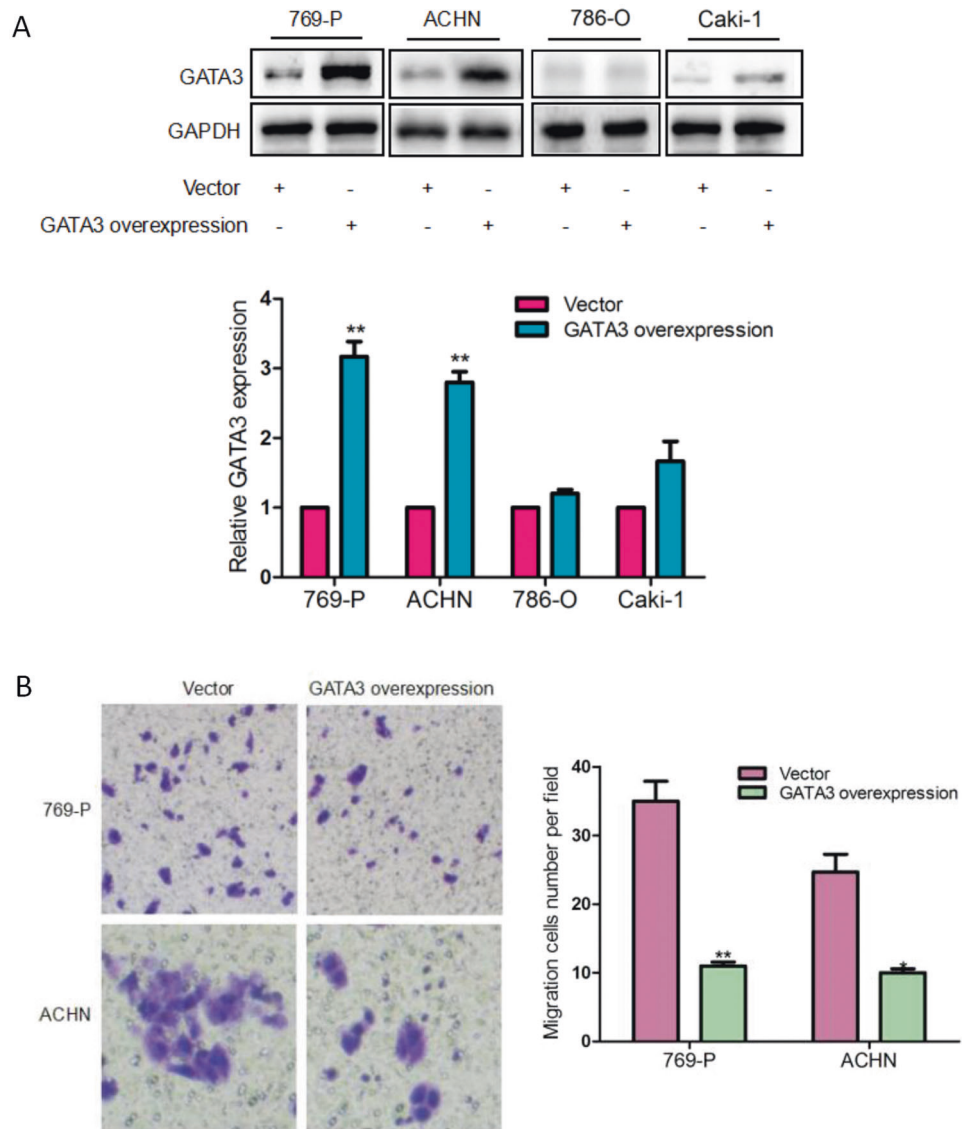 A
769-P ACHN 786-O Caki-1
GATA3
GAPDH
Vector + - + - + - + -
GATA3 overexpression - + - + - + - +
Relative GATA3 expression
4
3
2
1
0
** **
Vector
GATA3 overexpression
769-P ACHN 786-O Caki-1
B
Vector GATA3 overexpression
769-P
ACHN
Migration cells number per field
40
30
20
10
0
Vector
GATA3 overexpression
** *
769-P ACHN